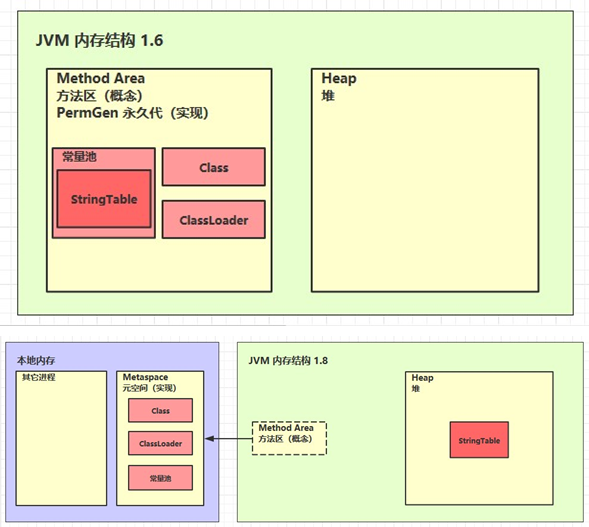 JVM 内存结构 1.6
Method Area
方法区（概念）
PermGen 永久代（实现）
常量池
StringTable
Class
ClassLoader
Heap
堆
本地内存
其它进程
Metaspace
元空间（实现）
Class
ClassLoader
常量池
JVM 内存结构 1.8
Method Area
方法区（概念）
Heap
堆
StringTable